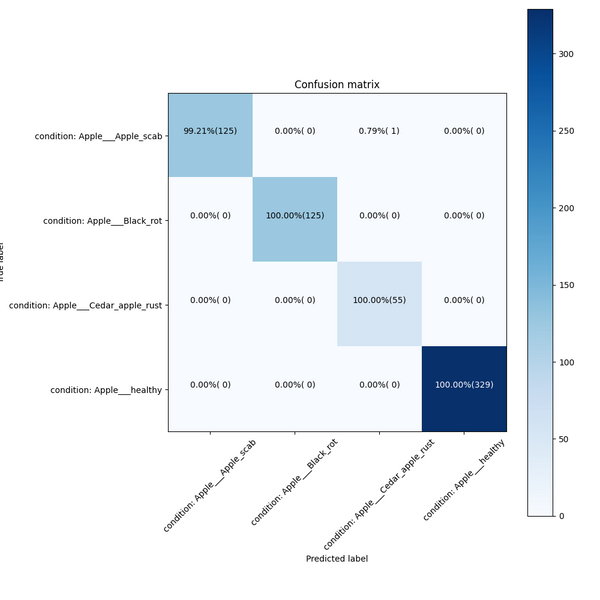 Confusion matrix
condition: Apple___Apple_scab
99.21%(125)
0.00%( 0)
0.79%( 1)
0.00%( 0)
condition: Apple___Black_rot
0.00%( 0)
100.00%(125)
0.00%( 0)
0.00%( 0)
condition: Apple___Cedar_apple_rust
0.00%( 0)
0.00%( 0)
100.00%(55)
0.00%( 0)
condition: Apple___healthy
0.00%( 0)
0.00%( 0)
0.00%( 0)
100.00%(329)
condition: Apple___Apple_scab
condition: Apple___Black_rot
condition: Apple___Cedar_apple_rust
condition: Apple___healthy
Predicted label
300
250
200
150
100
50
0